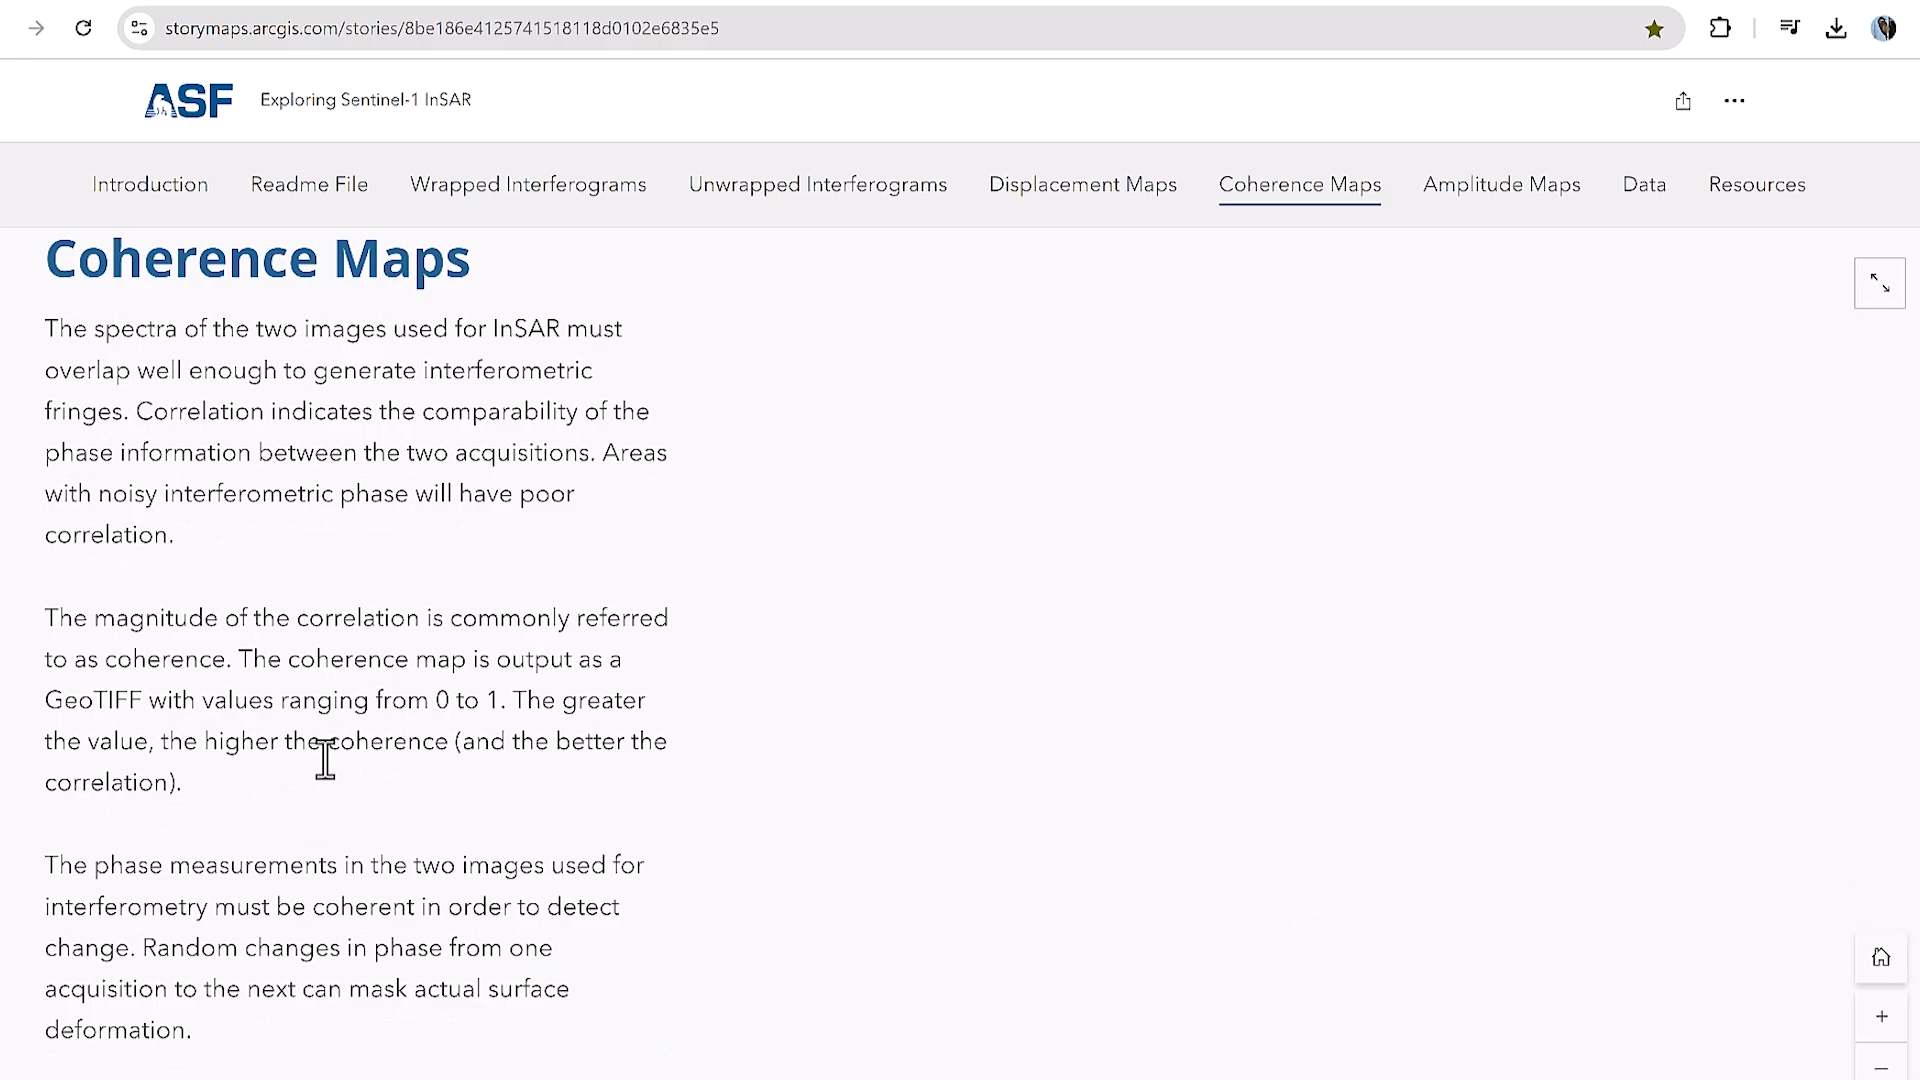 storymaps.arcgis.com/stories/8be186e4125741518118d0102e6835e5
ASF
Exploring Sentinel-1 InSAR
Introduction
Readme File
Wrapped Interferograms
Unwrapped Interferograms
Displacement Maps
Coherence Maps
Amplitude Maps
Data
Resources
Coherence Maps
The spectra of the two images used for InSAR must
overlap well enough to generate interferometric
fringes. Correlation indicates the comparability of the
phase information between the two acquisitions. Areas
with noisy interferometric phase will have poor
correlation.
The magnitude of the correlation is commonly referred
to as coherence. The coherence map is output as a
GeoTIFF with values ranging from 0 to 1. The greater
the value, the higher the coherence (and the better the
correlation).
The phase measurements in the two images used for
interferometry must be coherent in order to detect
change. Random changes in phase from one
acquisition to the next can mask actual surface
deformation.